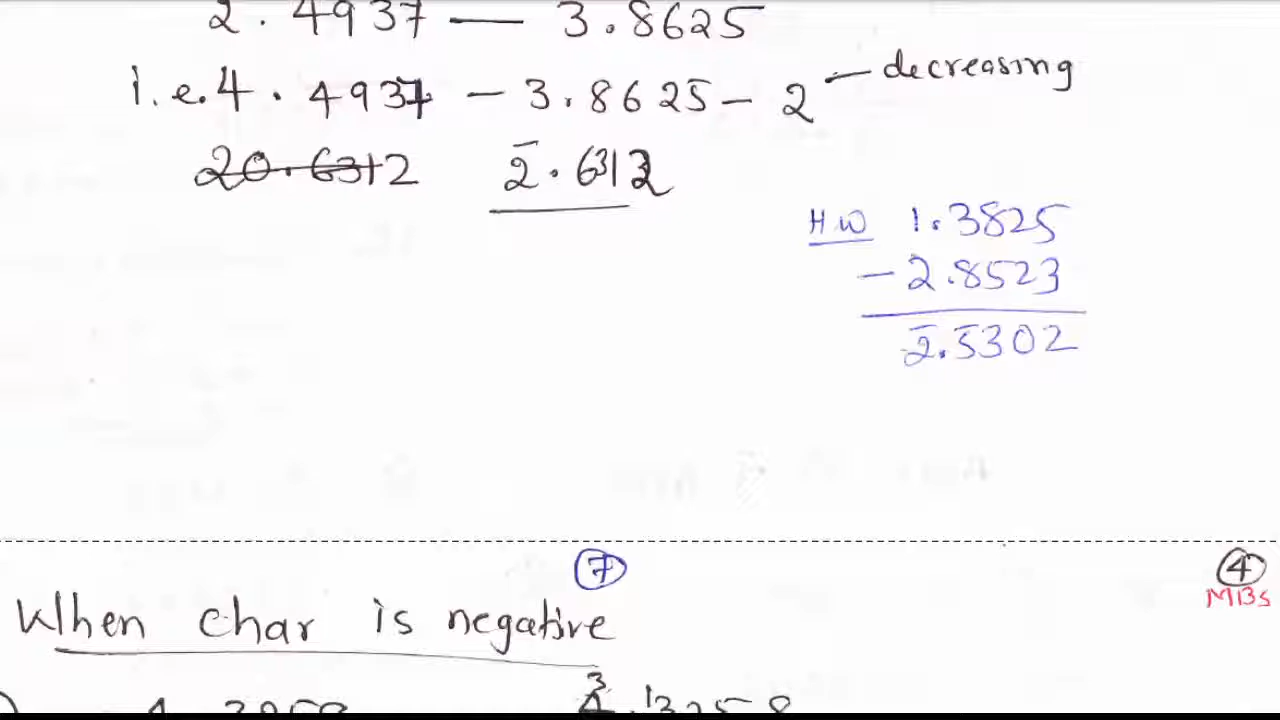 2.4937 — 3.8625
i.e. 4.4937 – 3.8625 – 2 — decreasing
20.6312 2̅.6312
HW 1.3825
– 2.8523
2̅.5302
⑦
④
MBS
When char is negative